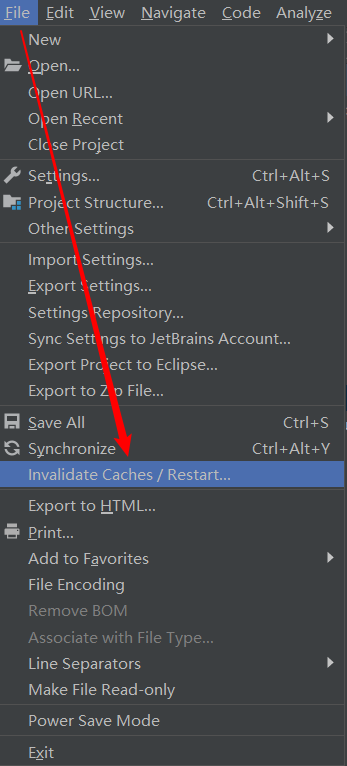 File Edit View Navigate Code Analyze
New
Open...
Open URL...
Open Recent
Close Project
Settings... Ctrl+Alt+S
Project Structure... Ctrl+Alt+Shift+S
Other Settings
Import Settings...
Export Settings...
Settings Repository...
Sync Settings to JetBrains Account...
Export Project to Eclipse...
Export to Zip File...
Save All Ctrl+S
Synchronize Ctrl+Alt+Y
Invalidate Caches / Restart...
Export to HTML...
Print...
Add to Favorites
File Encoding
Remove BOM
Associate with File Type...
Line Separators
Make File Read-only
Power Save Mode
Exit